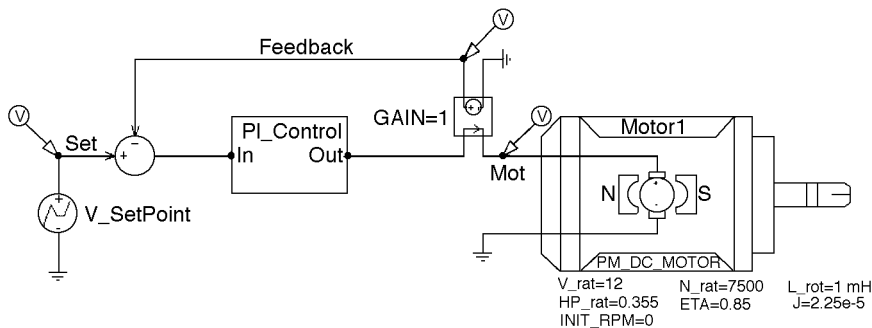 V
Feedback
V
Set
PI_Control
GAIN=1
V
Motor1
In
Out
Mot
N
S
V_SetPoint
PM_DC_MOTOR
V_rat=12
N_rat=7500
L_rot=1 mH
HP_rat=0.355
ETA=0.85
J=2.25e-5
INIT_RPM=0